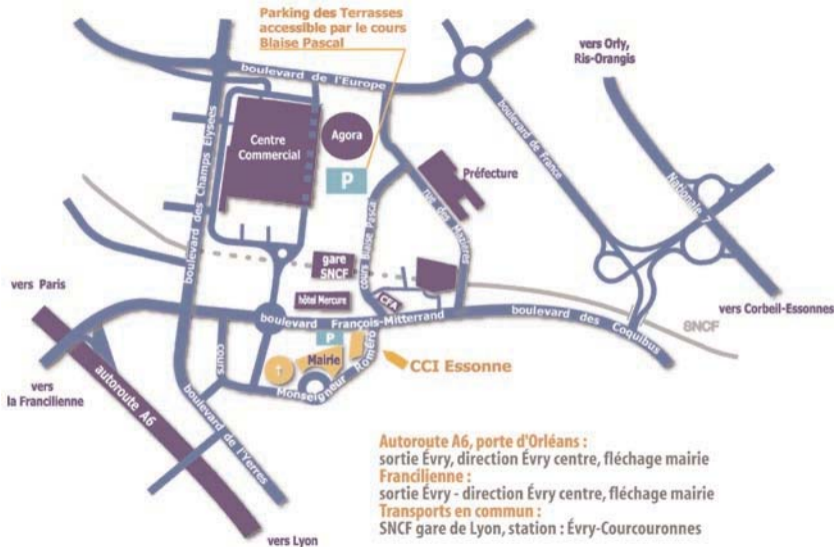 Parking des Terrasses
accessible par le cours
Blaise Pascal
vers Orly,
Ris-Orangis
boulevard de l'Europe
boulevard des Champs Elysées
Centre
Commercial
Agora
P
Préfecture
boulevard de France
Nationale 7
rue des Mazières
cours Blaise Pascal
gare
SNCF
hôtel Mercure
CFA
vers Paris
vers Corbeil-Essonnes
boulevard François-Mitterrand
boulevard des Coquibus
SNCF
P
Mairie
cours
Monseigneur Roméro
CCI Essonne
vers
la Francilienne
autoroute A6
boulevard de l'Yerres
vers Lyon
Autoroute A6, porte d'Orléans :
sortie Évry, direction Évry centre, fléchage mairie
Francilienne :
sortie Évry - direction Évry centre, fléchage mairie
Transports en commun :
SNCF gare de Lyon, station : Évry-Courcouronnes